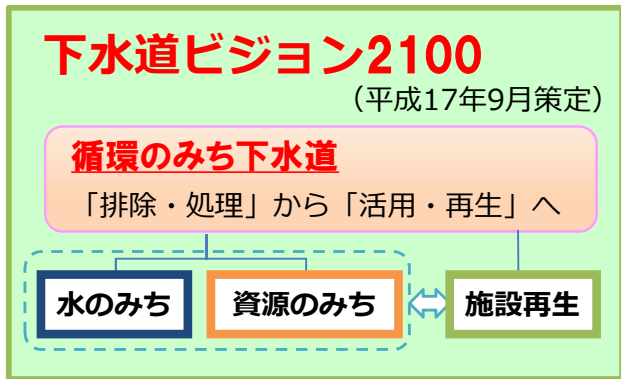 下水道ビジョン2100
（平成17年9月策定）
循環のみち下水道
「排除・処理」から「活用・再生」へ
水のみち
資源のみち
施設再生